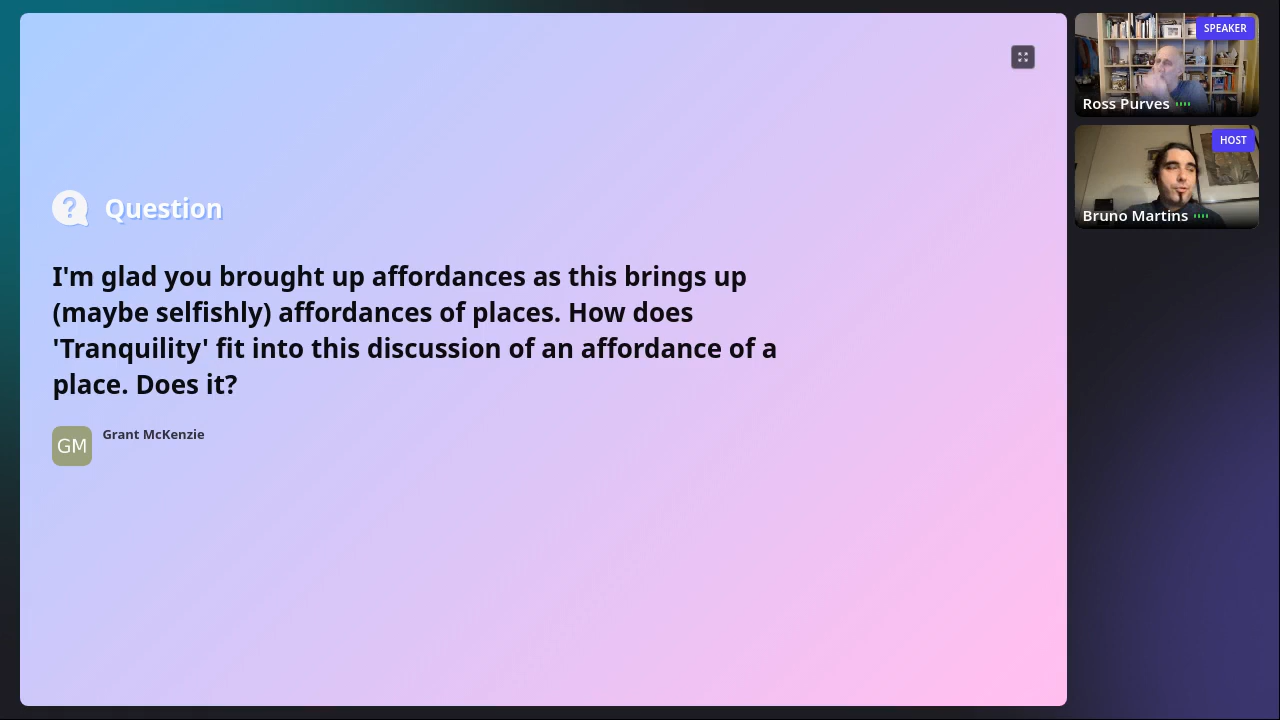 SPEAKER
Ross Purves
HOST
Bruno Martins
Question
I'm glad you brought up affordances as this brings up
(maybe selfishly) affordances of places. How does
'Tranquility' fit into this discussion of an affordance of a
place. Does it?
GM
Grant McKenzie